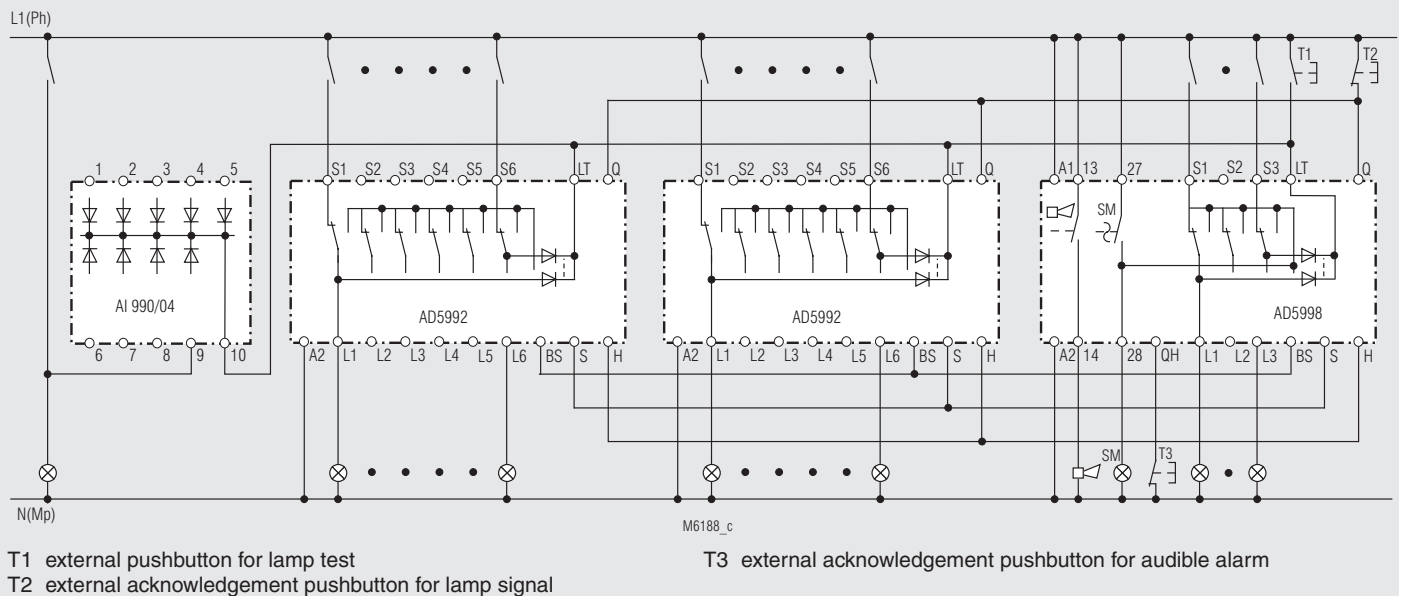 L1(Ph)
T1 T2
1 2 3 4 5 S1 S2 S3 S4 S5 S6 LT Q S1 S2 S3 S4 S5 S6 LT Q A1 13 27 S1 S2 S3 LT Q
SM
AI 990/04 AD5992 AD5992 AD5998
6 7 8 9 10 A2 L1 L2 L3 L4 L5 L6 BS S H A2 L1 L2 L3 L4 L5 L6 BS S H A2 14 28 QH L1 L2 L3 BS S H
SM T3
N(Mp)
M6188_c
T1 external pushbutton for lamp test
T2 external acknowledgement pushbutton for lamp signal
T3 external acknowledgement pushbutton for audible alarm